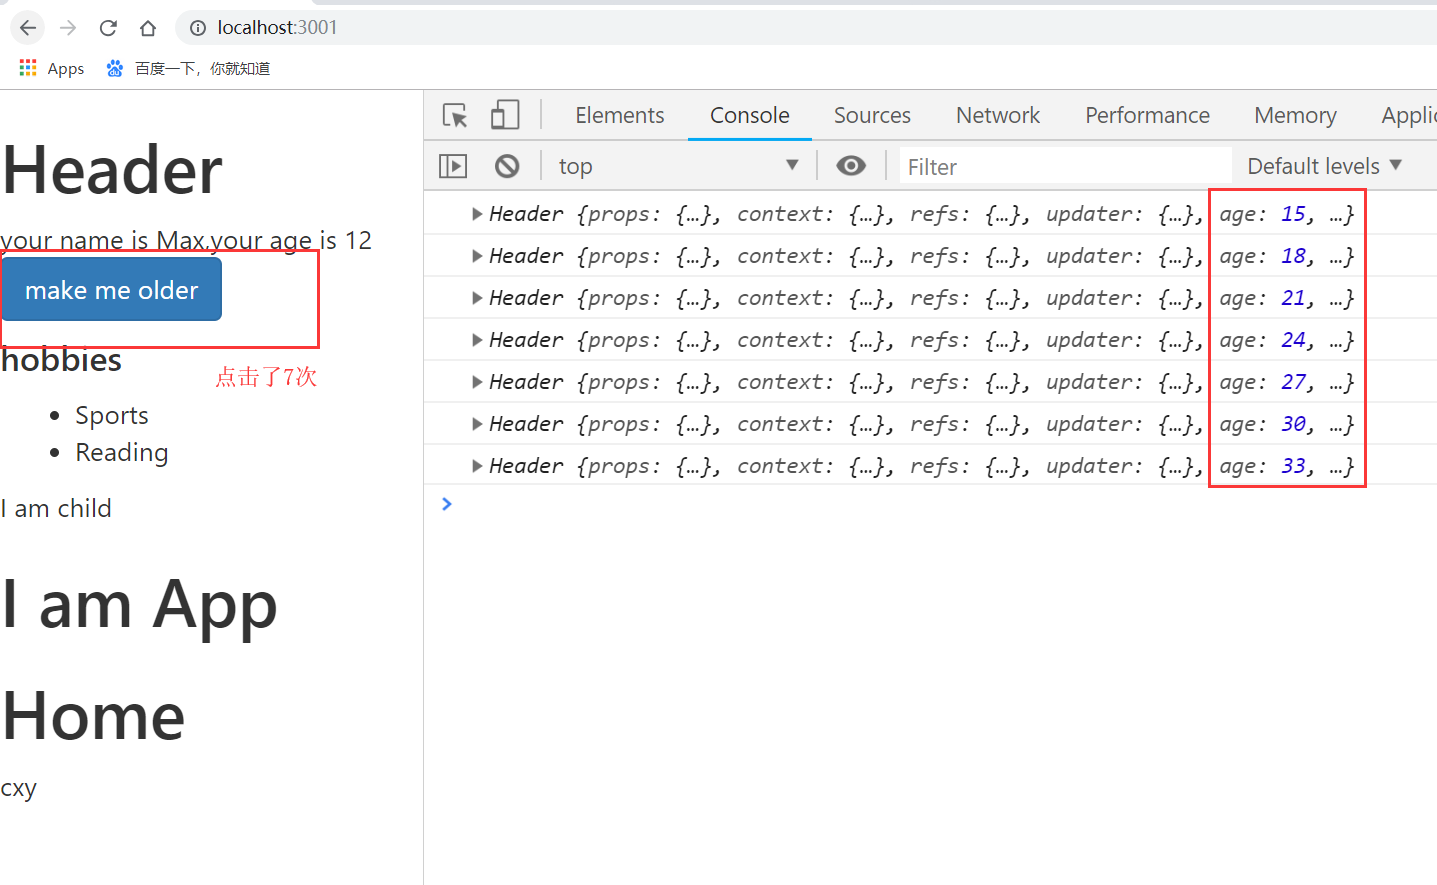 localhost:3001
Apps 百度一下，你就知道
Header
your name is Max,your age is 12
make me older
hobbies
点击了7次
Sports
Reading
I am child
I am App
Home
cxy
Elements Console Sources Network Performance Memory Applic
top Filter Default levels
Header {props: {…}, context: {…}, refs: {…}, updater: {…}, age: 15, …}
Header {props: {…}, context: {…}, refs: {…}, updater: {…}, age: 18, …}
Header {props: {…}, context: {…}, refs: {…}, updater: {…}, age: 21, …}
Header {props: {…}, context: {…}, refs: {…}, updater: {…}, age: 24, …}
Header {props: {…}, context: {…}, refs: {…}, updater: {…}, age: 27, …}
Header {props: {…}, context: {…}, refs: {…}, updater: {…}, age: 30, …}
Header {props: {…}, context: {…}, refs: {…}, updater: {…}, age: 33, …}